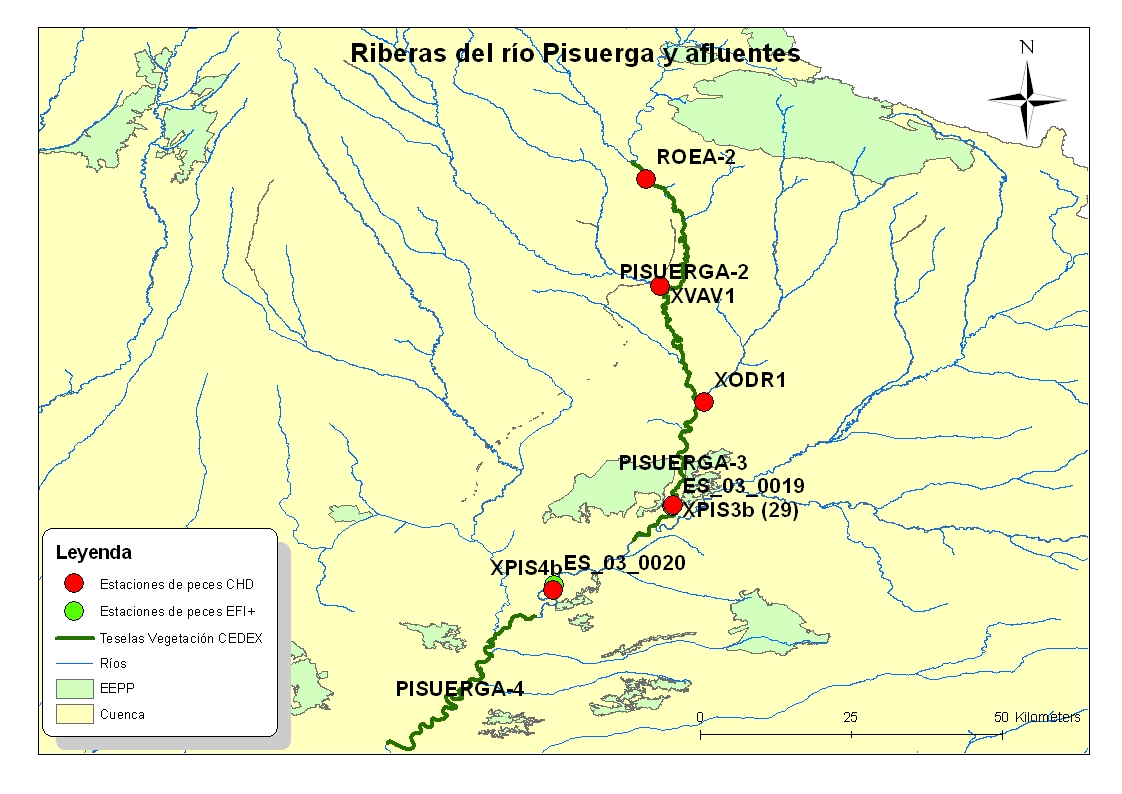 Riberas del río Pisuerga y afluentes
N
ROEA-2
PISUERGA-2
XVAV1
XODR1
PISUERGA-3
ES_03_0019
XPIS3b (29)
XPIS4b
ES_03_0020
PISUERGA-4
Leyenda
Estaciones de peces CHD
Estaciones de peces EFI+
Teselas Vegetación CEDEX
Ríos
EEPP
Cuenca
0 25 50 Kilometers